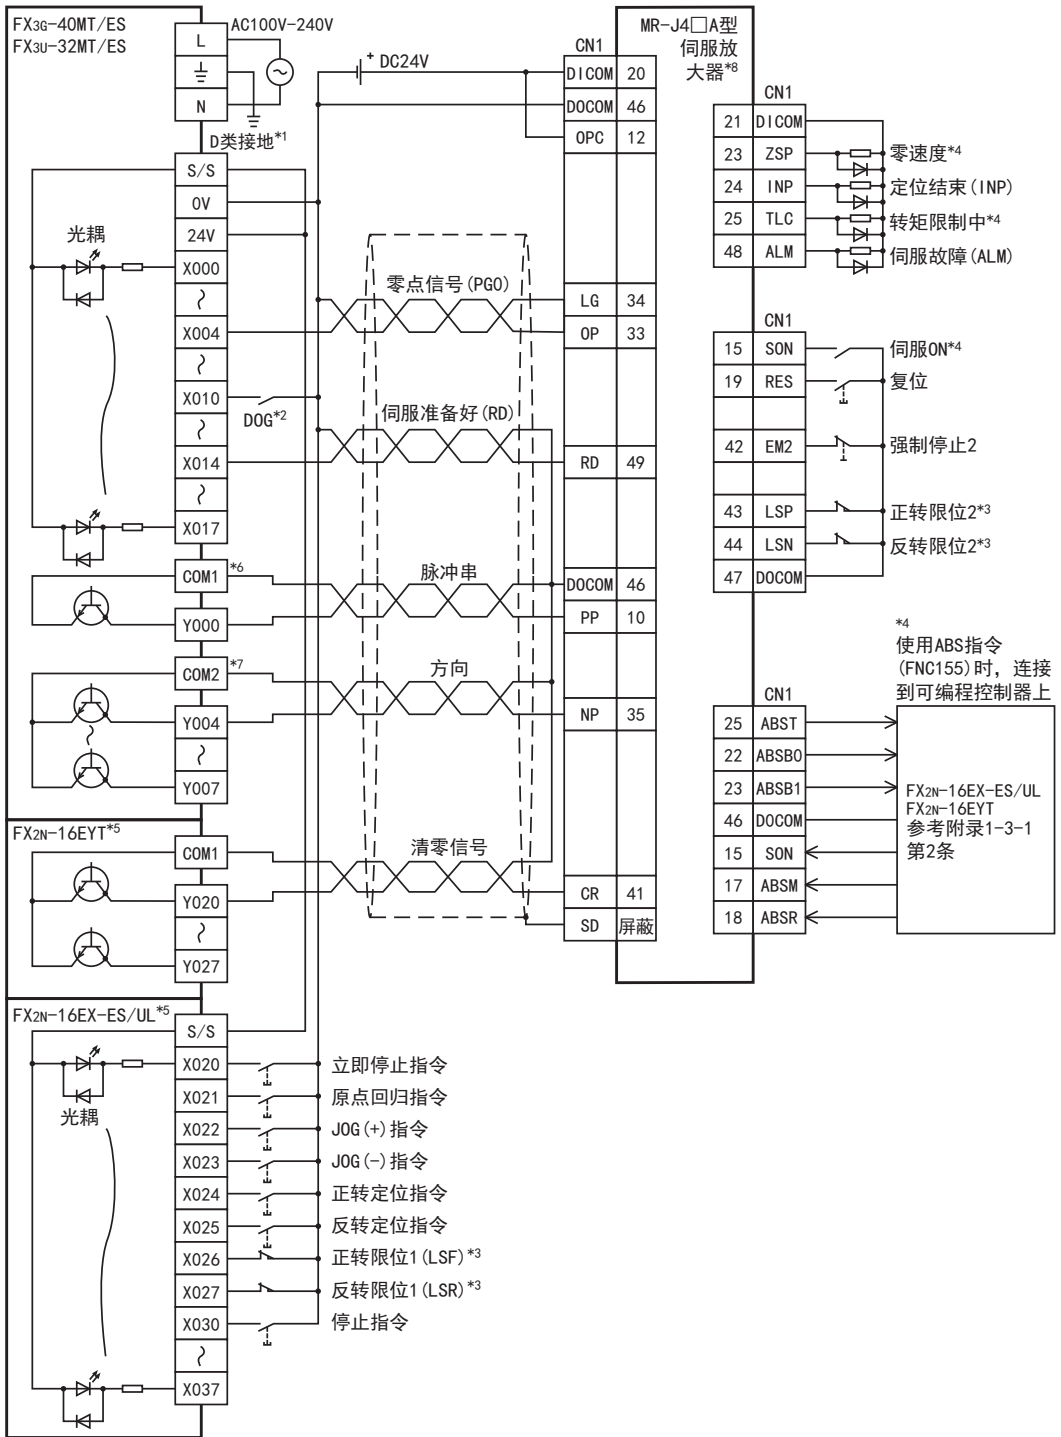 FX3G-40MT/ES
FX3U-32MT/ES
L
AC100V-240V
N
D类接地*1
S/S
0V
24V
光耦
X000
X004
X010
DOG*2
X014
X017
COM1
*6
Y000
COM2
*7
Y004
Y007
FX2N-16EYT*5
COM1
Y020
Y027
FX2N-16EX-ES/UL*5
S/S
X020
立即停止指令
X021
原点回归指令
光耦
X022
JOG(+)指令
X023
JOG(-)指令
X024
正转定位指令
X025
反转定位指令
X026
正转限位1(LSF)*3
X027
反转限位1(LSR)*3
X030
停止指令
X037
+ DC24V
零点信号(PG0)
伺服准备好(RD)
脉冲串
方向
清零信号
MR-J4□A型
伺服放
大器*8
CN1
DICOM 20
DOCOM 46
OPC 12
LG 34
OP 33
RD 49
DOCOM 46
PP 10
NP 35
CR 41
SD 屏蔽
CN1
21 DICOM
23 ZSP 零速度*4
24 INP 定位结束(INP)
25 TLC 转矩限制中*4
48 ALM 伺服故障(ALM)
CN1
15 SON 伺服ON*4
19 RES 复位
42 EM2 强制停止2
43 LSP 正转限位2*3
44 LSN 反转限位2*3
47 DOCOM
*4
使用ABS指令
(FNC155)时，连接
到可编程控制器上
CN1
25 ABST
22 ABSB0
23 ABSB1
46 DOCOM
15 SON
17 ABSM
18 ABSR
FX2N-16EX-ES/UL
FX2N-16EYT
参考附录1-3-1
第2条